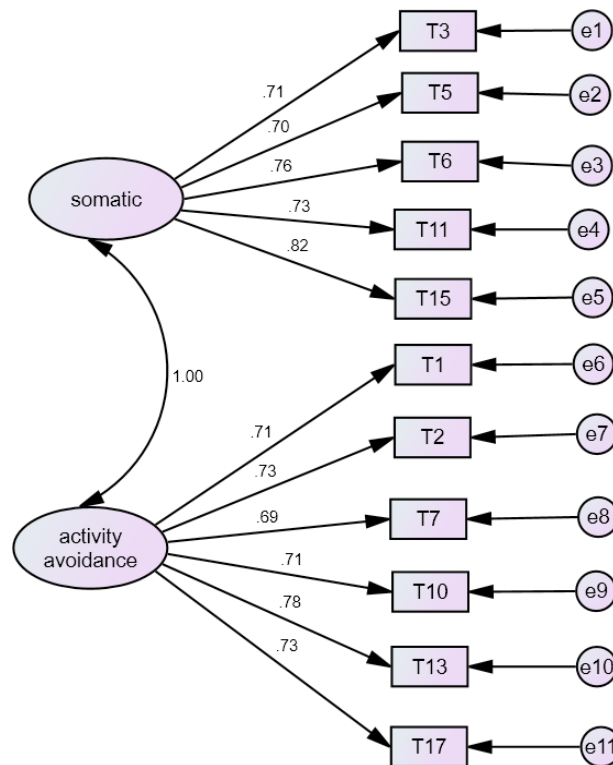 T3
e1
.71
T5
e2
.70
T6
e3
.76
somatic
T11
e4
.73
T15
e5
.82
T1
e6
1.00
.71
T2
e7
.73
T7
e8
.69
activity
avoidance
T10
e9
.71
T13
e10
.78
T17
e11
.73